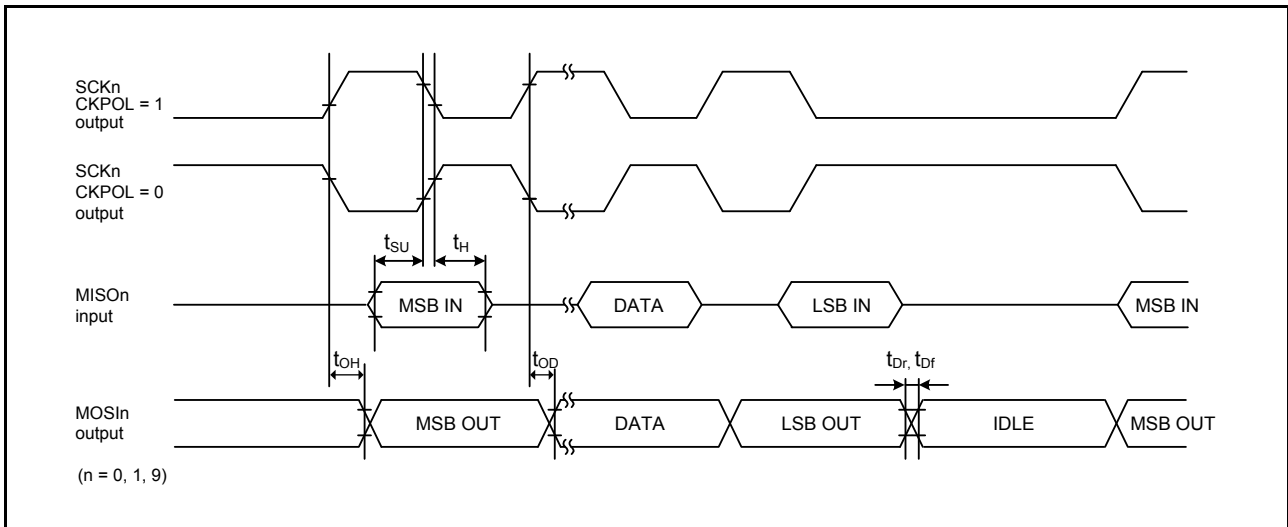 SCKn
CKPOL = 1
output
SCKn
CKPOL = 0
output
tSU
tH
MISOn
input
MSB IN
DATA
LSB IN
MSB IN
tOH
tOD
tDr, tDf
MOSIn
output
MSB OUT
DATA
LSB OUT
IDLE
MSB OUT
(n = 0, 1, 9)